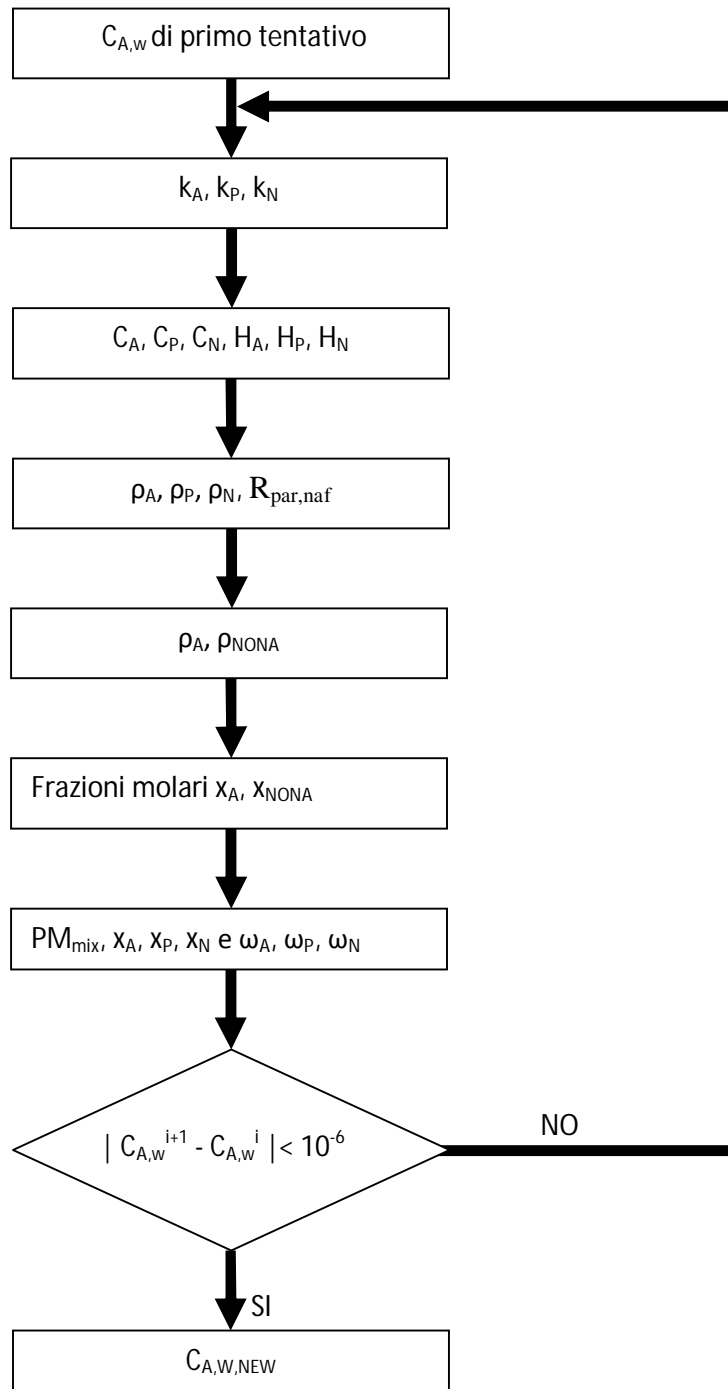 C_A,w di primo tentativo
k_A, k_P, k_N
C_A, C_P, C_N, H_A, H_P, H_N
ρ_A, ρ_P, ρ_N, R_par,naf
ρ_A, ρ_NONA
Frazioni molari x_A, x_NONA
PM_mix, x_A, x_P, x_N e ω_A, ω_P, ω_N
| C_A,w^i+1 - C_A,w^i | < 10^-6
NO
SI
C_A,W,NEW